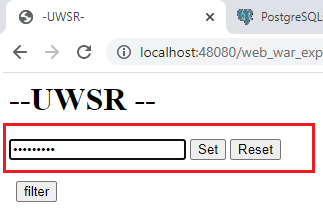 -UWSR-
PostgreSQL
localhost:48080/web_war_exp
--UWSR --
•••••••••
Set
Reset
filter